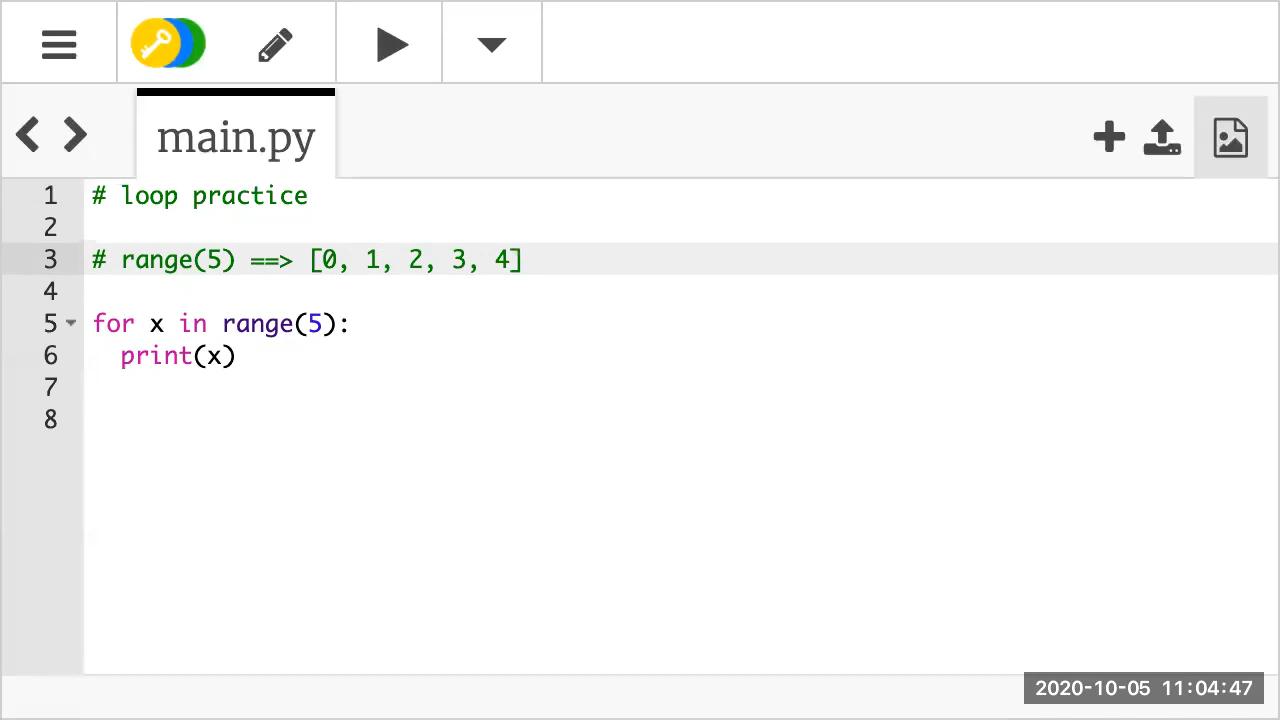 main.py
1 # loop practice
2
3 # range(5) ==> [0, 1, 2, 3, 4]
4
5 for x in range(5):
6   print(x)
7
8
2020-10-05 11:04:47